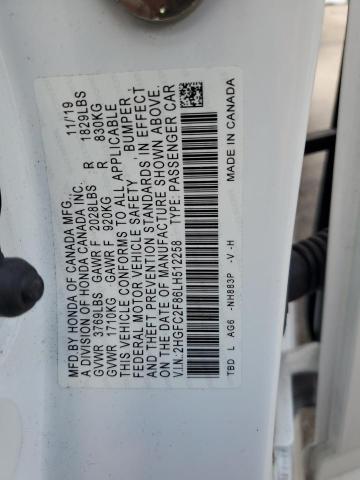 MFD.BY HONDA OF CANADA MFG.
A DIVISION OF HONDA CANADA INC. 11/19
GVWR 3769LBS GAWR F 2028LBS R 1829LBS
GVWR 1710KG GAWR F 920KG R 830KG
THIS VEHICLE CONFORMS TO ALL APPLICABLE
FEDERAL MOTOR VEHICLE SAFETY, BUMPER,
AND THEFT PREVENTION STANDARDS IN EFFECT
ON THE DATE OF MANUFACTURE SHOWN ABOVE.
V.I.N.:2HGFC2F86LH512258 TYPE:PASSENGER CAR
TBD L AG6 -NH883P -V -H MADE IN CANADA